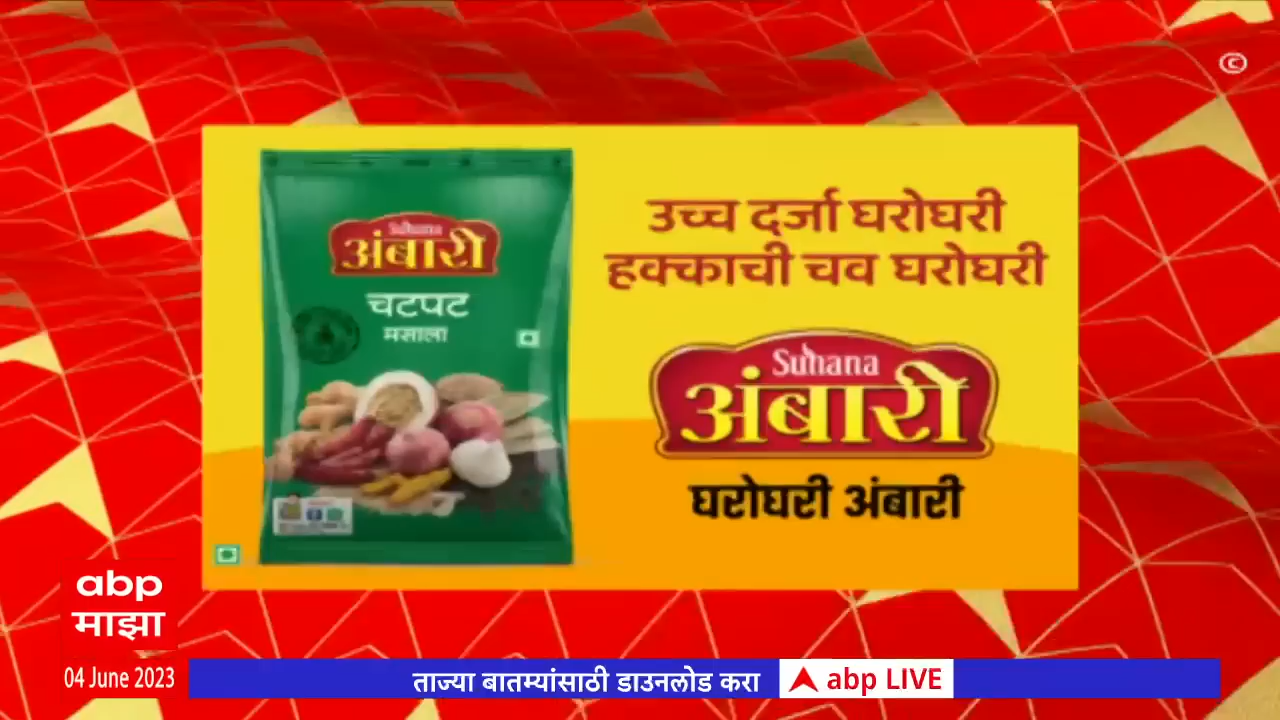 ©
उच्च दर्जा घरोघरी
हक्काची चव घरोघरी
Suhana
अंबारी
चटपट
मसाला
Suhana
अंबारी
घरोघरी अंबारी
abp
माझा
04 June 2023
ताज्या बातम्यांसाठी डाउनलोड करा
abp LIVE